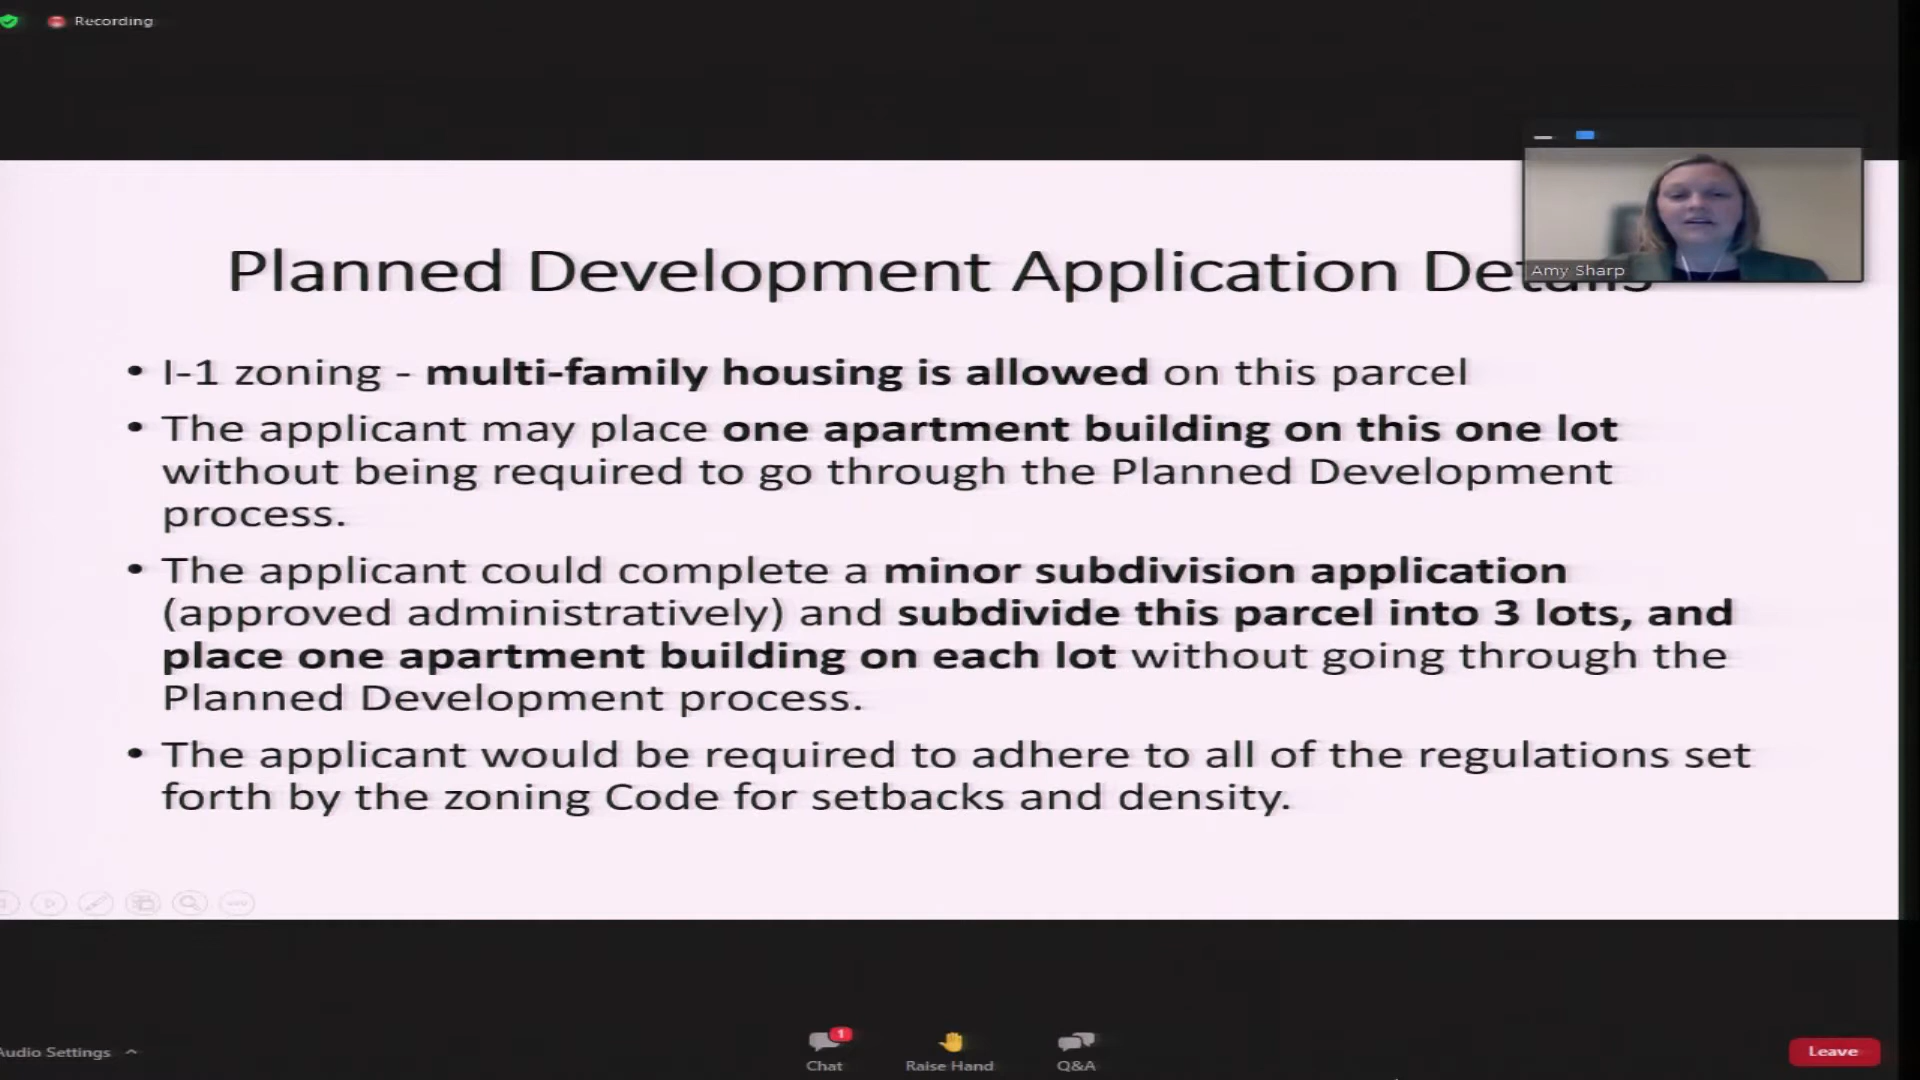 Recording
Planned Development Application Details
Amy Sharp
• I-1 zoning - multi-family housing is allowed on this parcel
• The applicant may place one apartment building on this one lot
without being required to go through the Planned Development
process.
• The applicant could complete a minor subdivision application
(approved administratively) and subdivide this parcel into 3 lots, and
place one apartment building on each lot without going through the
Planned Development process.
• The applicant would be required to adhere to all of the regulations set
forth by the zoning Code for setbacks and density.
Audio Settings
1
Chat
Raise Hand
Q&A
Leave